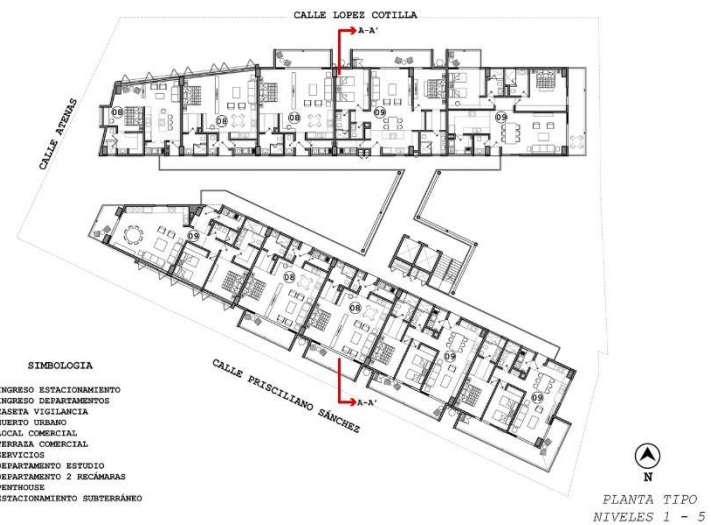 CALLE LOPEZ COTILLA
A-A'
CALLE ATENAS
08
08
08
09
09
09
08
08
09
09
CALLE PRISCILIANO SÁNCHEZ
A-A'
SIMBOLOGIA
INGRESO ESTACIONAMIENTO
INGRESO DEPARTAMENTOS
CASETA VIGILANCIA
HUERTO URBANO
LOCAL COMERCIAL
TERRAZA COMERCIAL
SERVICIOS
DEPARTAMENTO ESTUDIO
DEPARTAMENTO 2 RECÁMARAS
PENTHOUSE
ESTACIONAMIENTO SUBTERRÁNEO
N
PLANTA TIPO
NIVELES 1 - 5